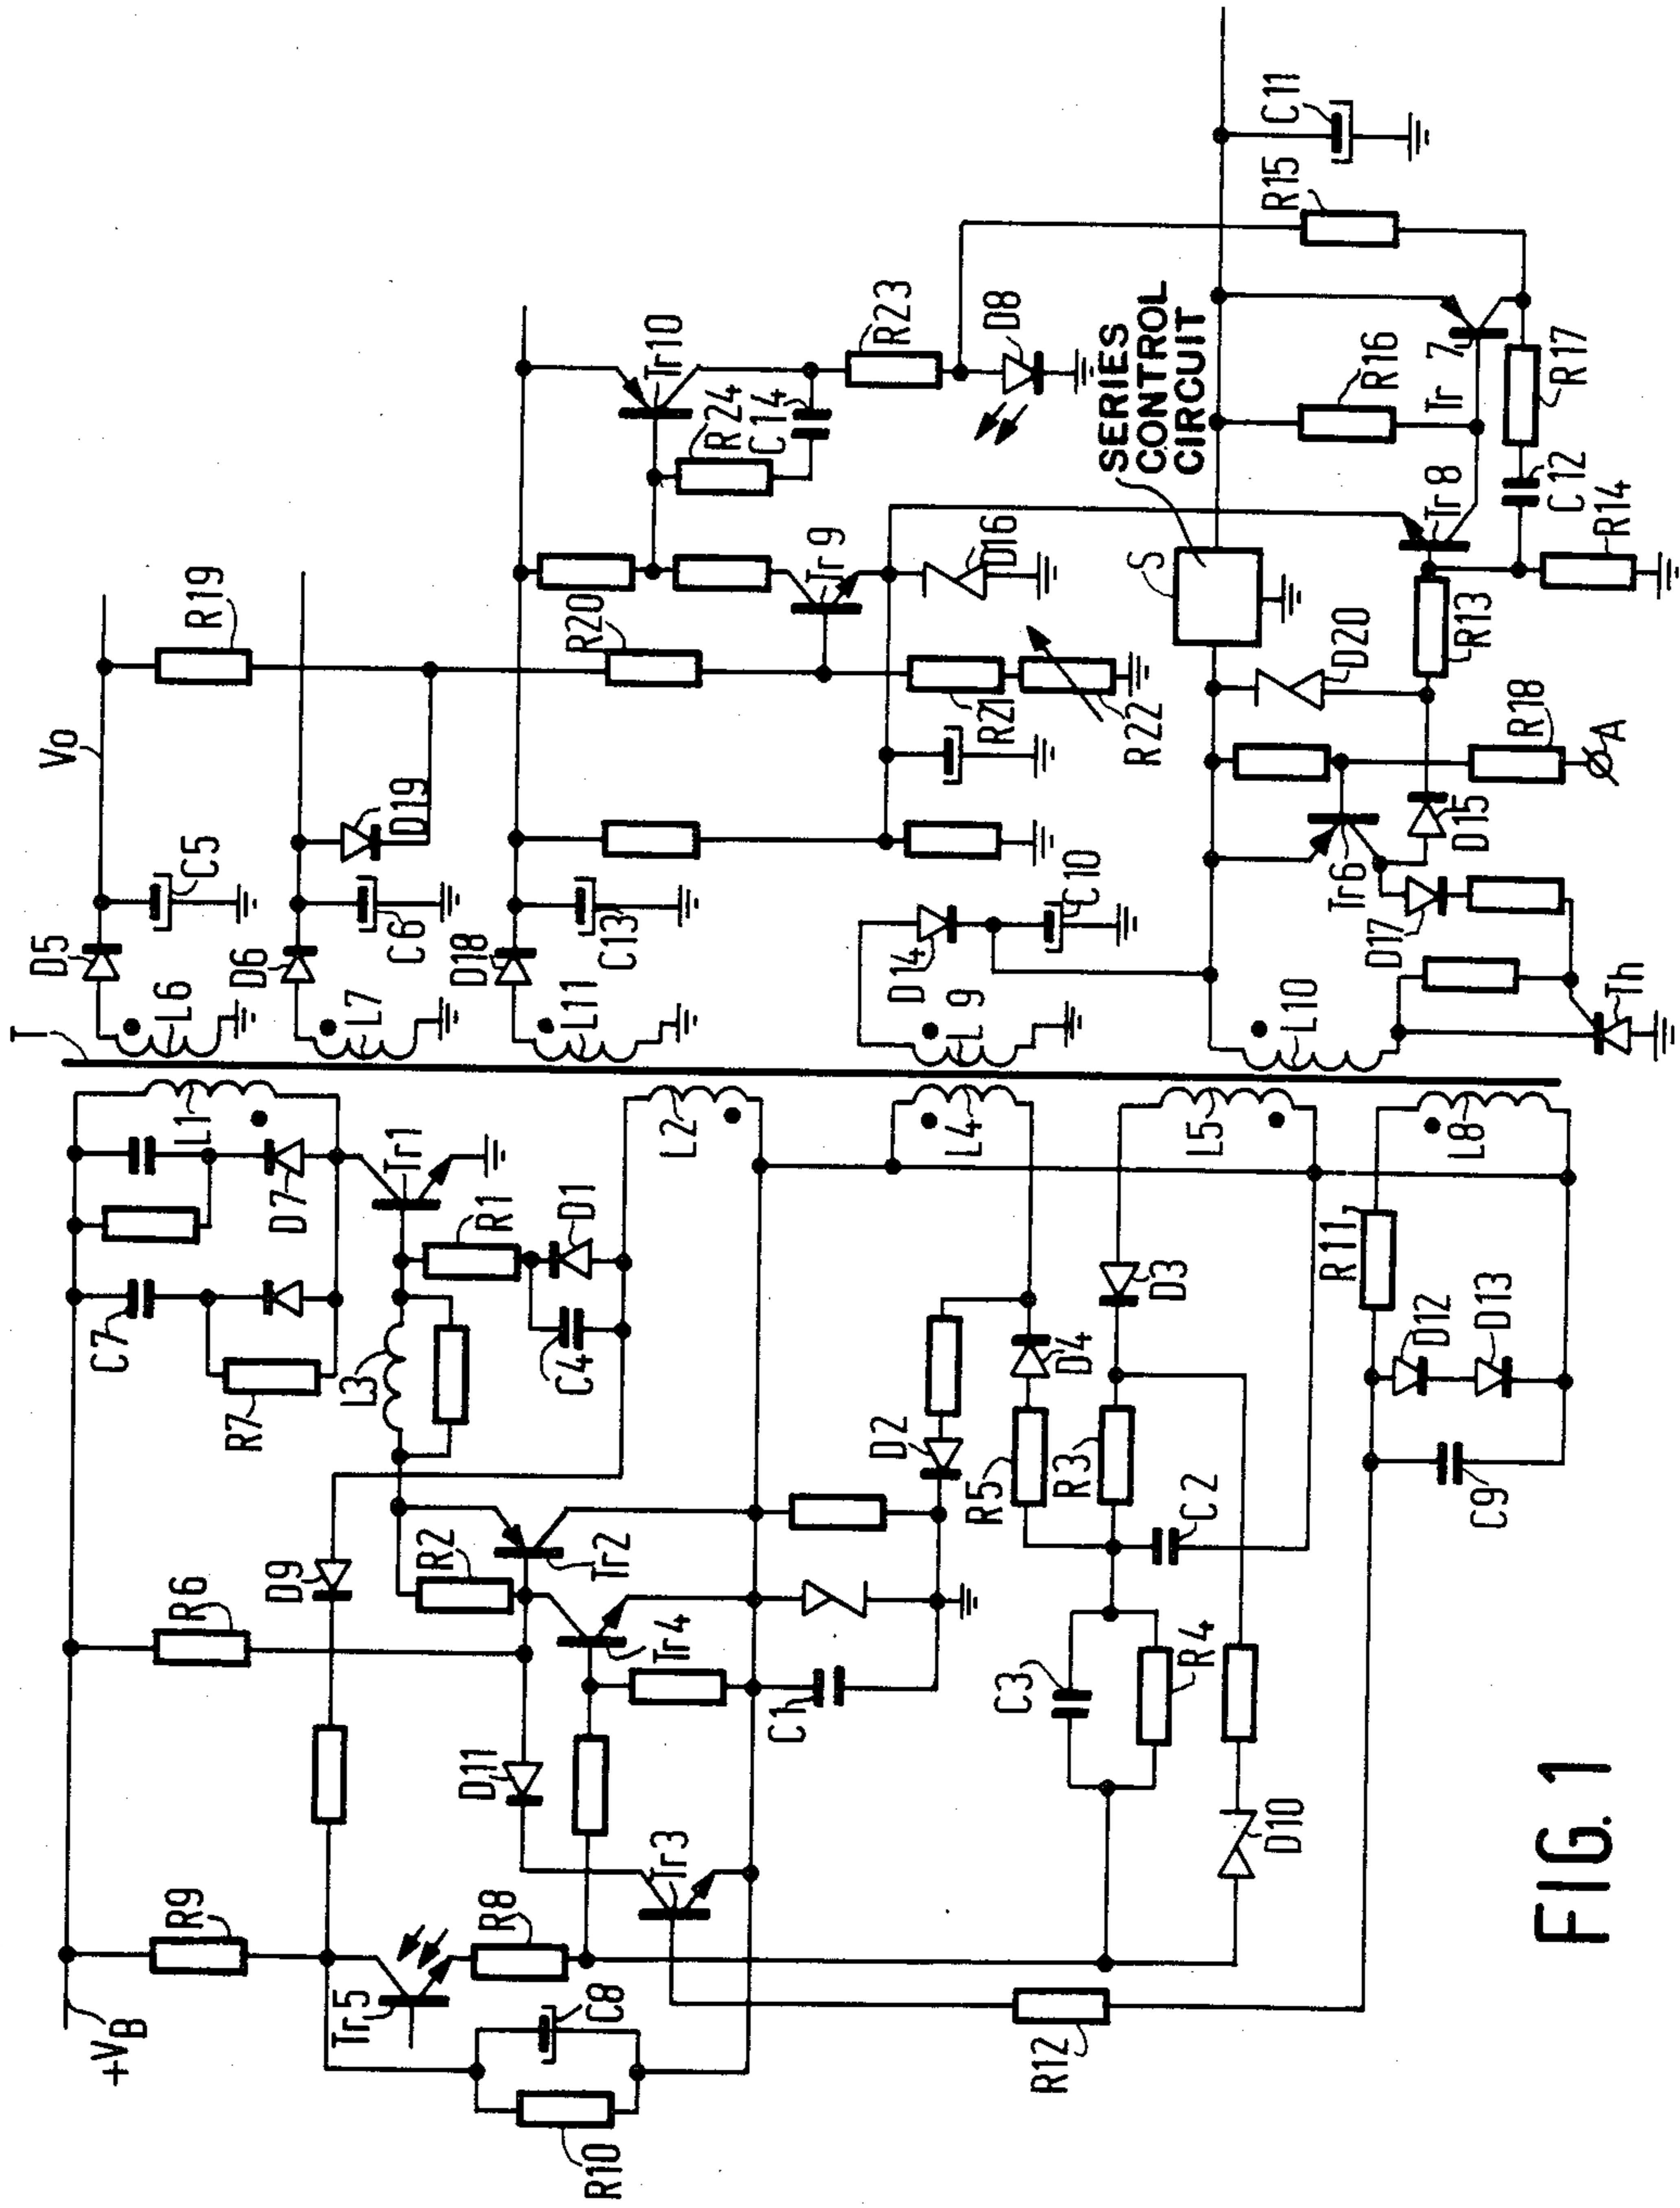 T
Vo
D5
L6
C5
R19
D6
L7
C6
D19
D18
L11
C13
R20
Tr9
R24
C14
Tr10
R23
D8
D16
R21
R22
D14
L9
C10
SERIES
CONTROL
CIRCUIT
S
D20
L10
Th
D17
Tr6
D15
R18
A
R13
Tr8
R14
C12
R17
R16
Tr7
R15
C11
L1
D7
C7
R7
Tr1
R1
D1
C4
L3
L2
D9
R6
R9
+VB
Tr5
R8
C8
R10
R2
Tr2
Tr4
D11
Tr3
C1
D2
L4
D4
R5
L5
D3
R3
C2
C3
R4
D10
R12
L8
R11
D12
D13
C9
FIG. 1